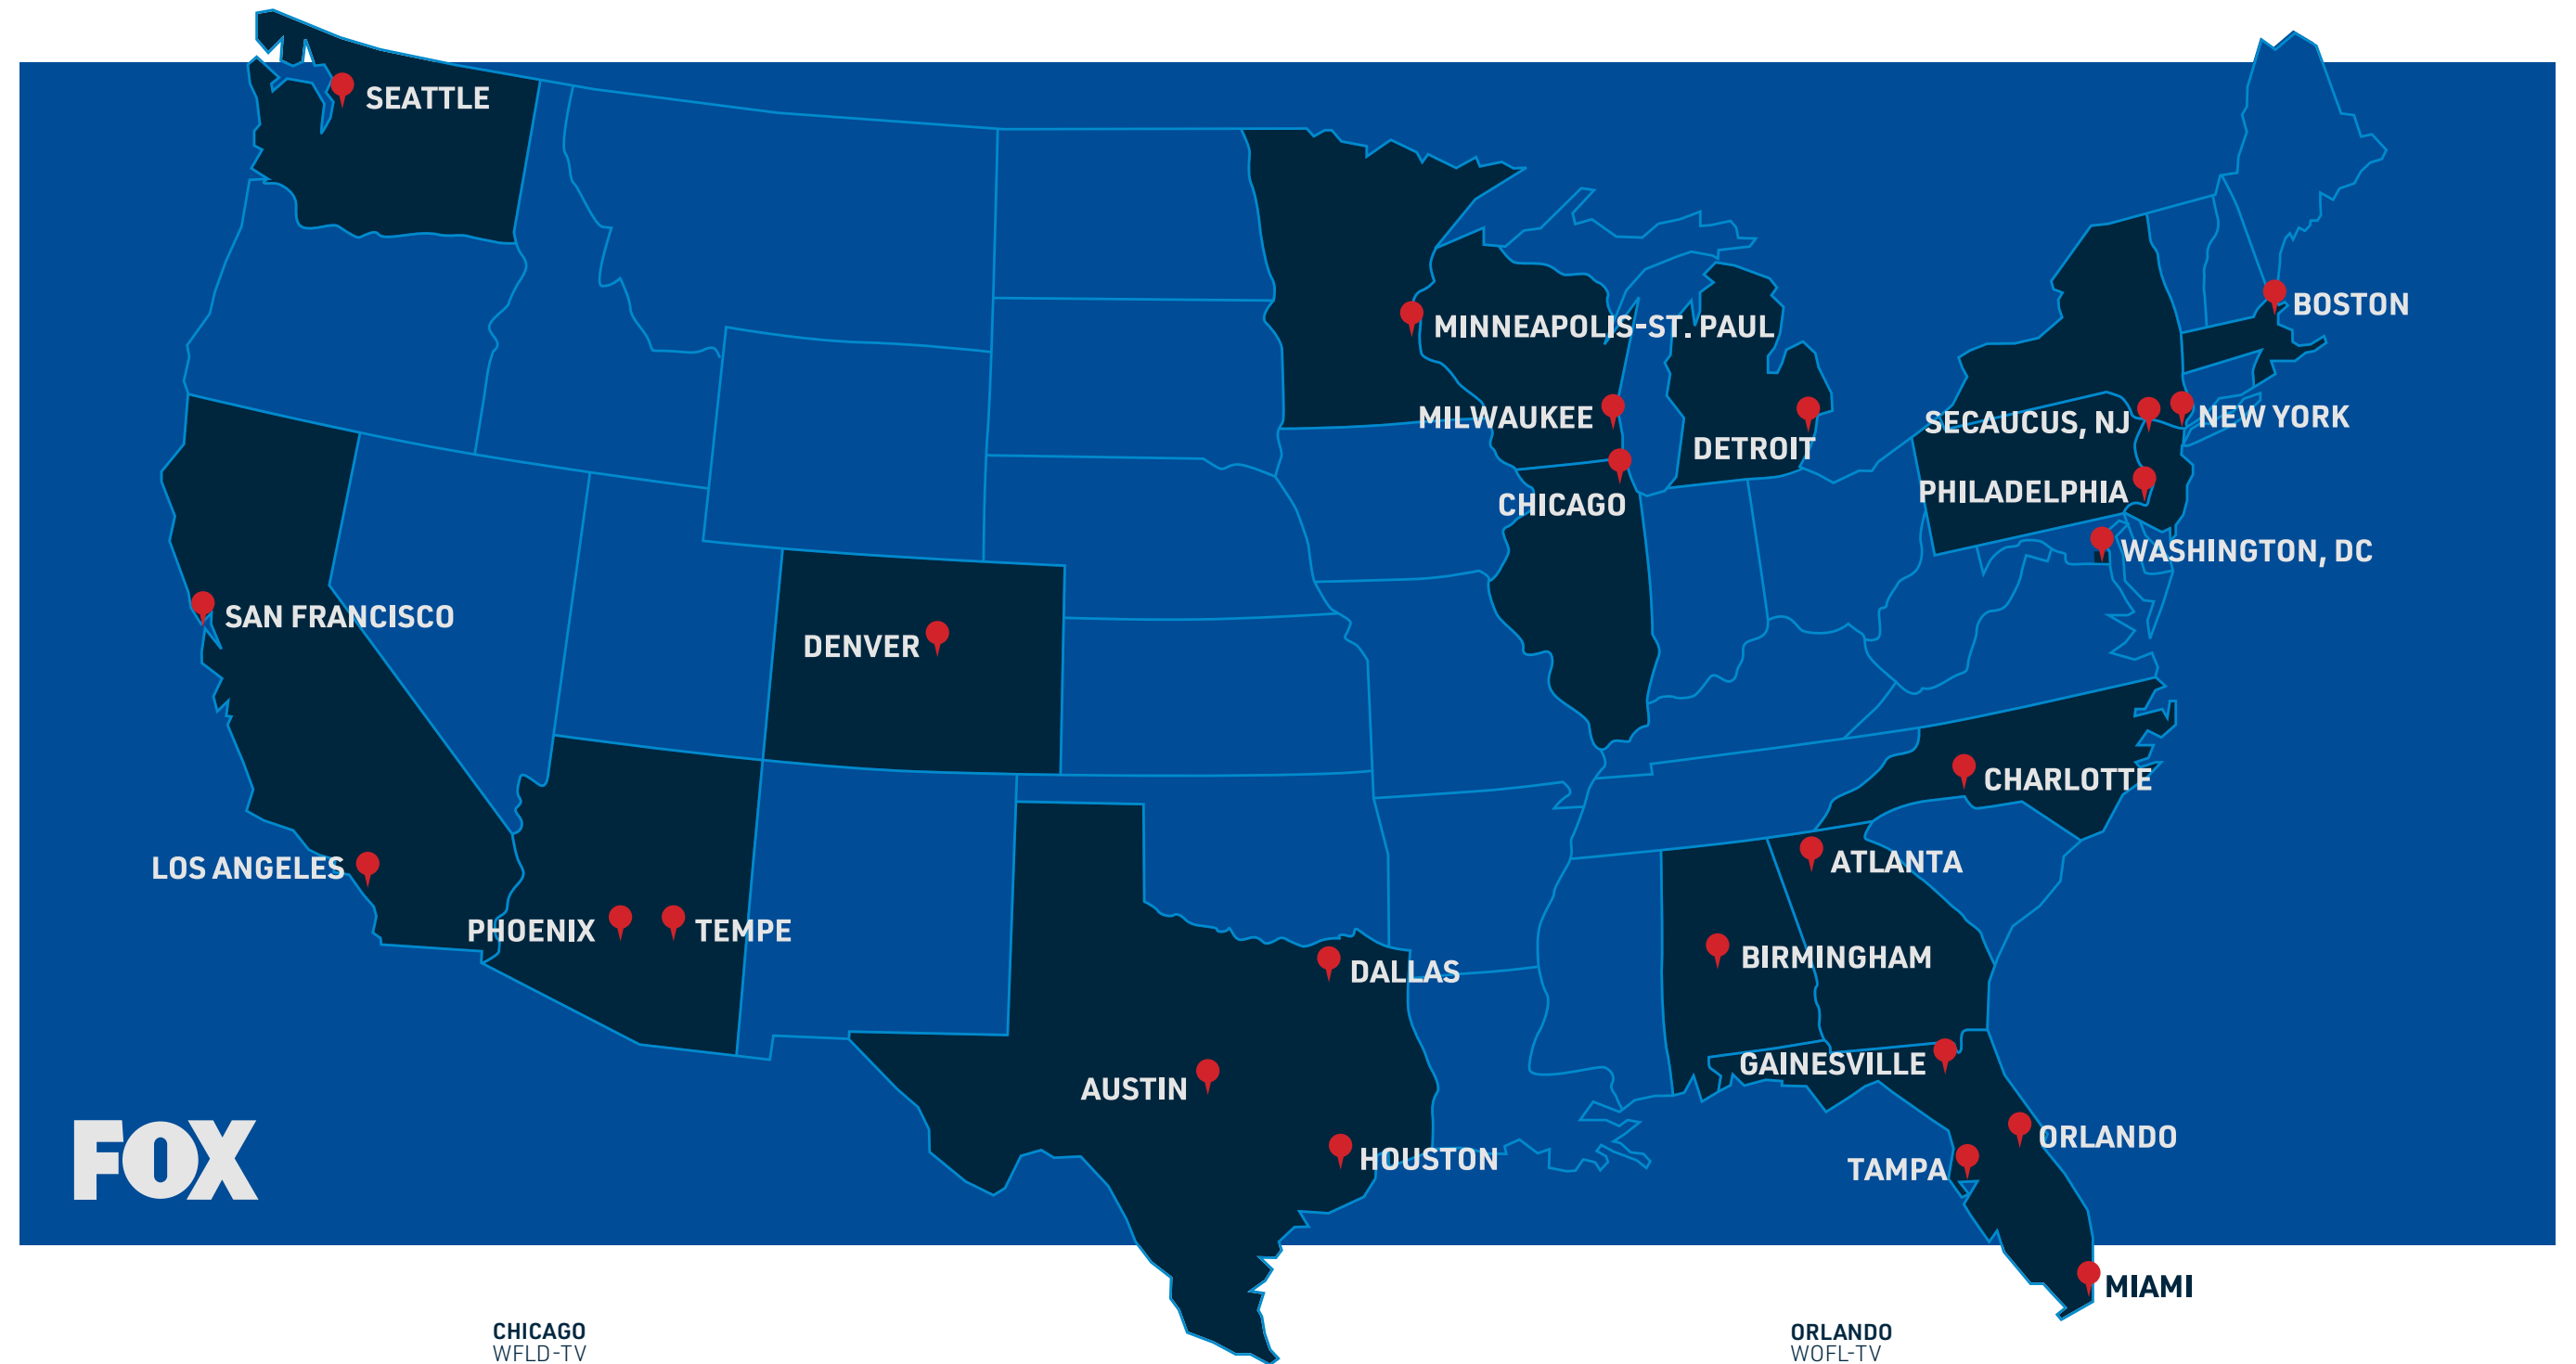 SEATTLE
BOSTON
MINNEAPOLIS-ST. PAUL
MILWAUKEE
DETROIT
SECAUCUS, NJ
NEW YORK
CHICAGO
PHILADELPHIA
WASHINGTON, DC
SAN FRANCISCO
DENVER
CHARLOTTE
LOS ANGELES
ATLANTA
PHOENIX
TEMPE
BIRMINGHAM
DALLAS
GAINESVILLE
AUSTIN
ORLANDO
HOUSTON
TAMPA
FOX
MIAMI
CHICAGO
WFLD-TV
ORLANDO
WOFL-TV